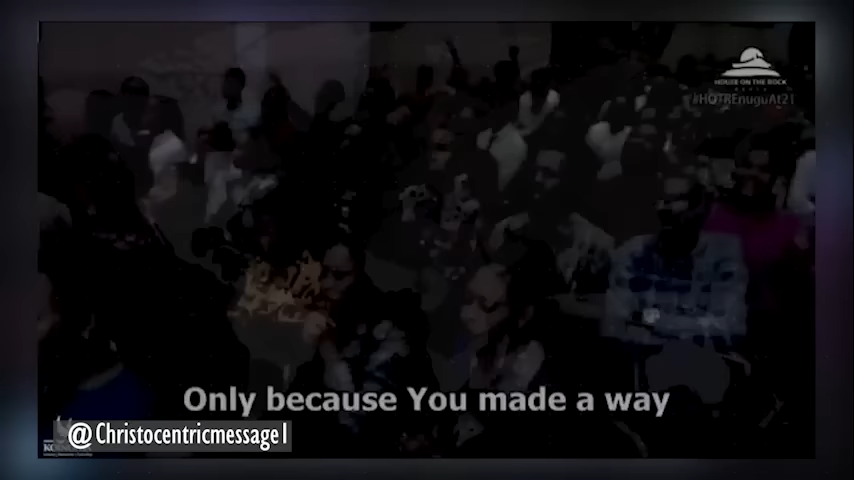 HOUSE ON THE ROCK
#HOTREnuguAt21
Only because You made a way
@Christocentricmessage1